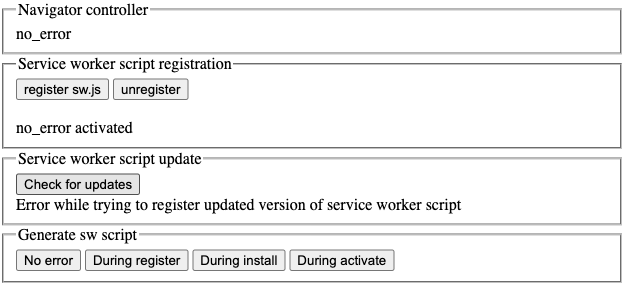 Navigator controller
no_error
Service worker script registration
register sw.js unregister
no_error activated
Service worker script update
Check for updates
Error while trying to register updated version of service worker script
Generate sw script
No error During register During install During activate